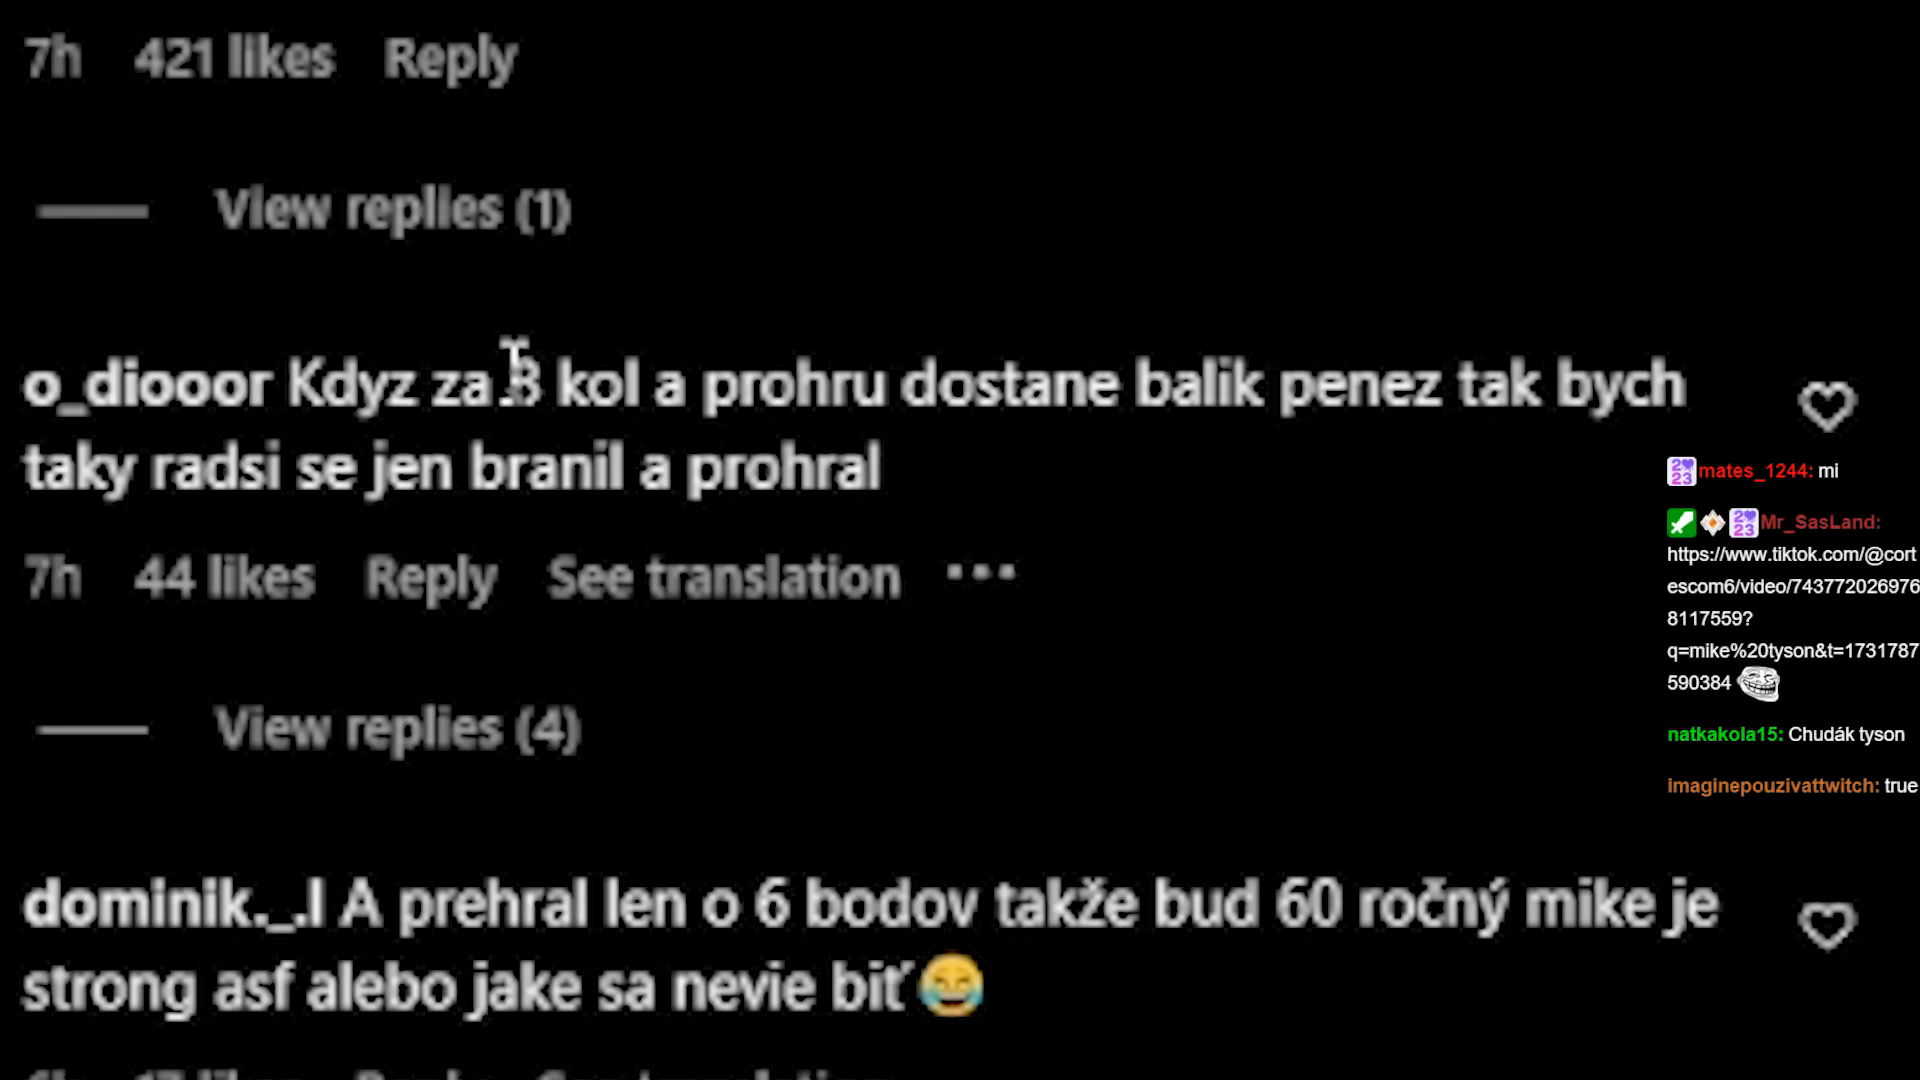 7h 421 likes Reply
View replies (1)
o_diooor Kdyz za 8 kol a prohru dostane balik penez tak bych
taky radsi se jen branil a prohral
7h 44 likes Reply See translation ...
View replies (4)
dominik._.l A prehral len o 6 bodov takže bud 60 ročný mike je
strong asf alebo jake sa nevie biť😂
mates_1244: mi
Mr_SasLand:
https://www.tiktok.com/@cort
escom6/video/743772026976
8117559?
q=mike%20tyson&t=1731787
590384
natkakola15: Chudák tyson
imaginepouzivattwitch: true